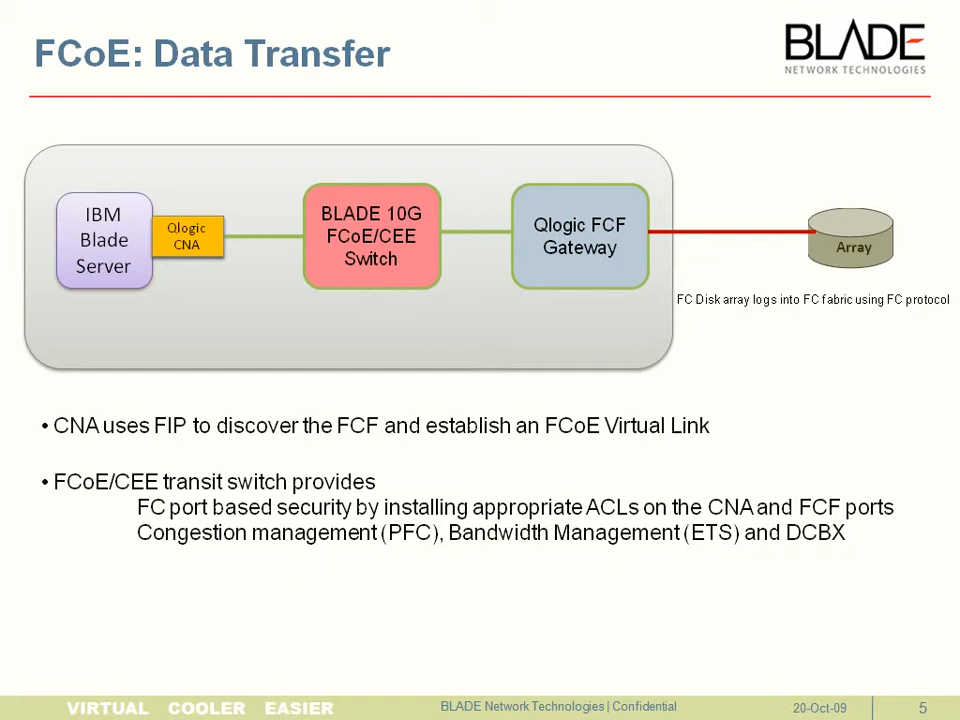 FCoE: Data Transfer
BLADE
NETWORK TECHNOLOGIES
IBM
Blade
Server
Qlogic
CNA
BLADE 10G
FCoE/CEE
Switch
Qlogic FCF
Gateway
Array
FC Disk array logs into FC fabric using FC protocol
• CNA uses FIP to discover the FCF and establish an FCoE Virtual Link
• FCoE/CEE transit switch provides
FC port based security by installing appropriate ACLs on the CNA and FCF ports
Congestion management (PFC), Bandwidth Management (ETS) and DCBX
VIRTUAL COOLER EASIER
BLADE Network Technologies | Confidential
20-Oct-09
5